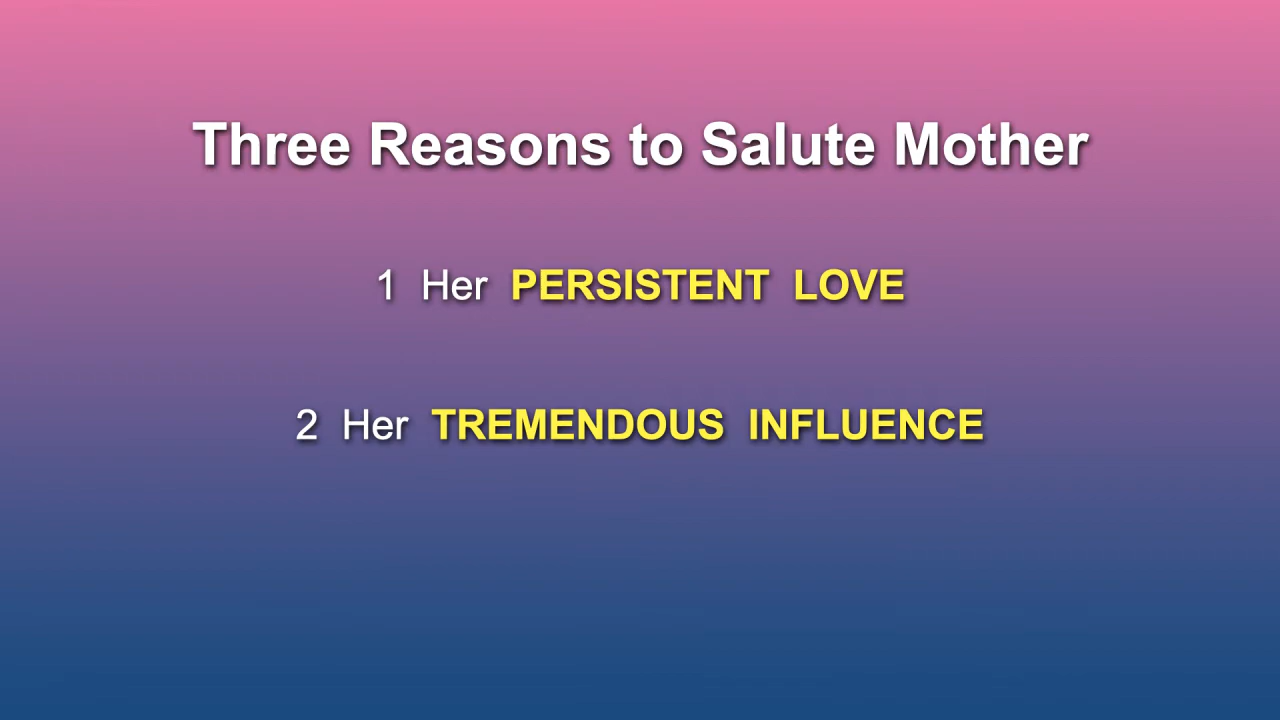 Three Reasons to Salute Mother
1 Her PERSISTENT LOVE
2 Her TREMENDOUS INFLUENCE